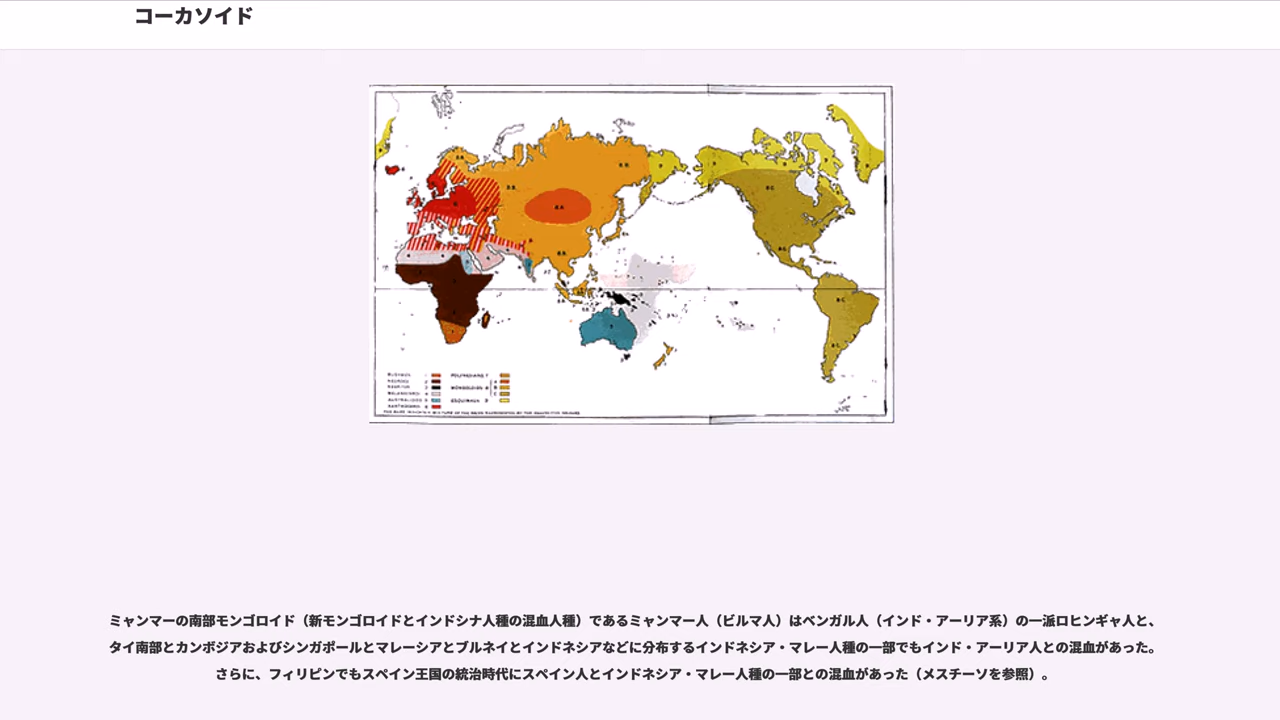 コーカソイド
ミャンマーの南部モンゴロイド（新モンゴロイドとインドシナ人種の混血人種）であるミャンマー人（ビルマ人）はベンガル人（インド・アーリア系）の一派ロヒンギャ人と、
タイ南部とカンボジアおよびシンガポールとマレーシアとブルネイとインドネシアなどに分布するインドネシア・マレー人種の一部でもインド・アーリア人との混血があった。
さらに、フィリピンでもスペイン王国の統治時代にスペイン人とインドネシア・マレー人種の一部との混血があった（メスチーソを参照）。